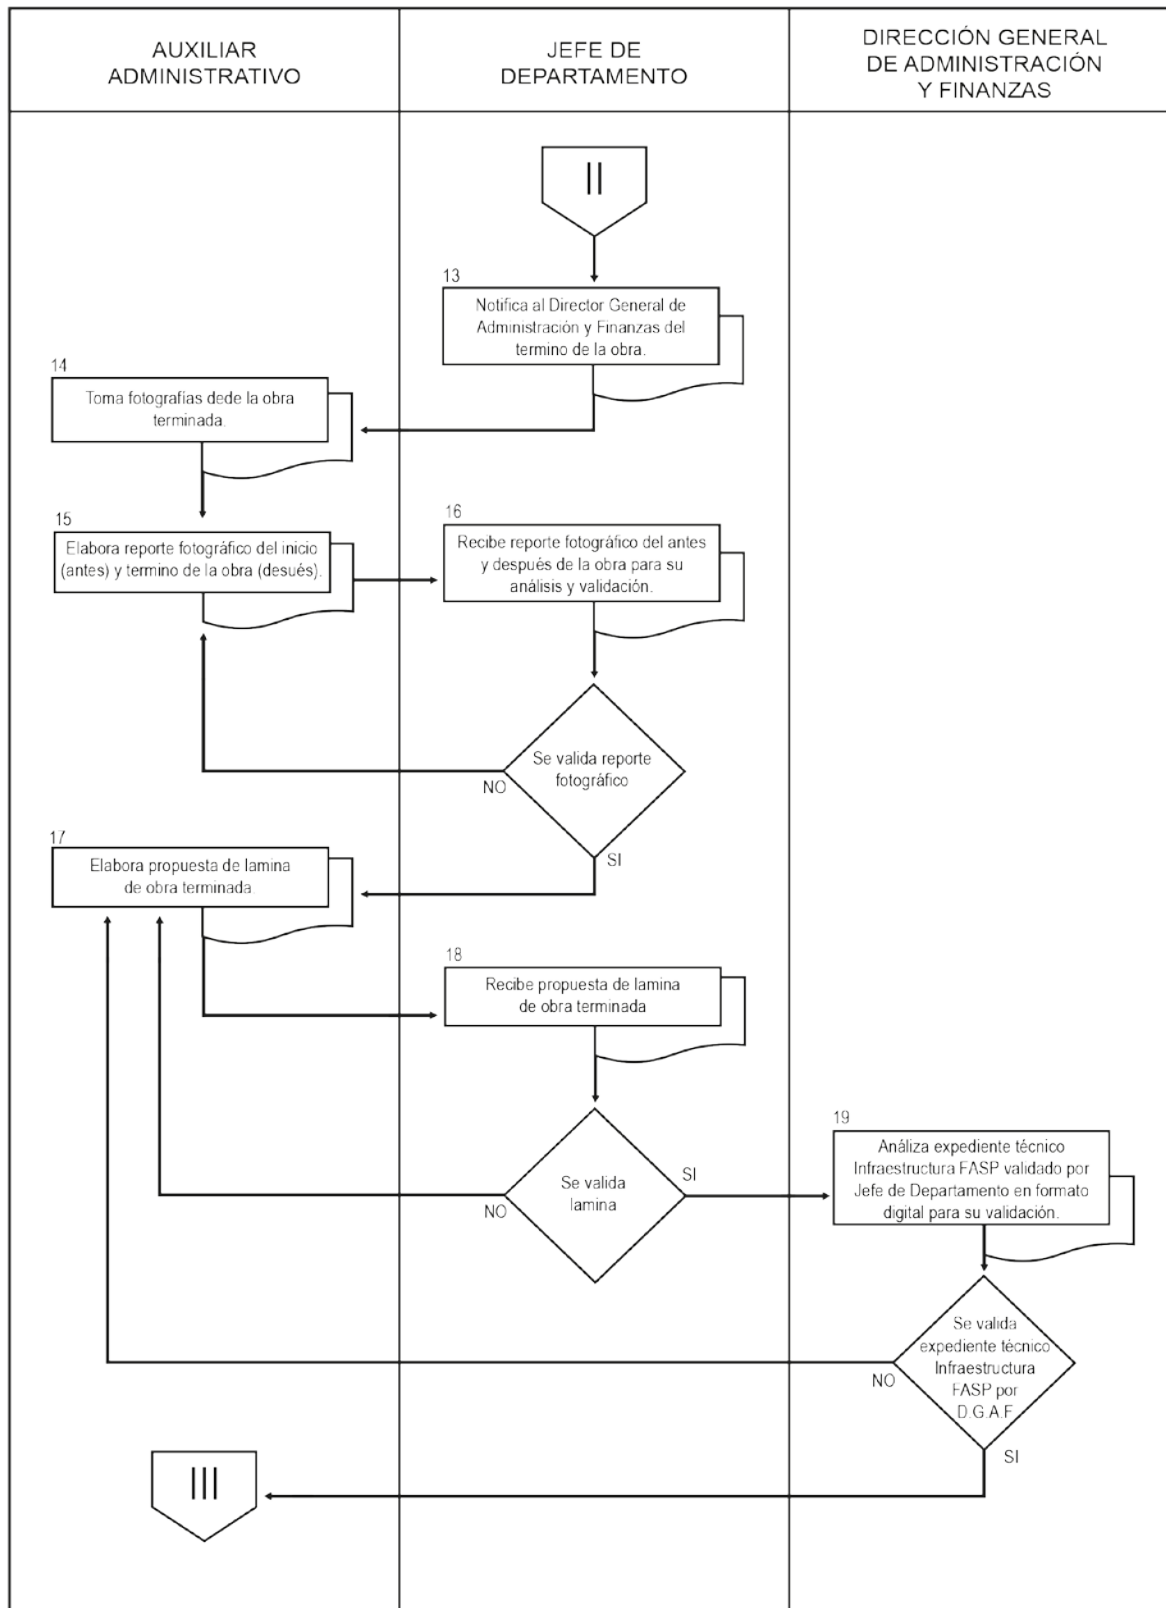 AUXILIAR
ADMINISTRATIVO
JEFE DE
DEPARTAMENTO
DIRECCIÓN GENERAL
DE ADMINISTRACIÓN
Y FINANZAS
II
13
Notifica al Director General de
Administración y Finanzas del
termino de la obra.
14
Toma fotografías dede la obra
terminada.
15
Elabora reporte fotográfico del inicio
(antes) y termino de la obra (desués).
16
Recibe reporte fotográfico del antes
y después de la obra para su
análisis y validación.
Se valida reporte
fotográfico
NO
SI
17
Elabora propuesta de lamina
de obra terminada.
18
Recibe propuesta de lamina
de obra terminada
Se valida
lamina
NO
SI
19
Análiza expediente técnico
Infraestructura FASP validado por
Jefe de Departamento en formato
digital para su validación.
Se valida
expediente técnico
Infraestructura
FASP por
D.G.A.F
NO
SI
III